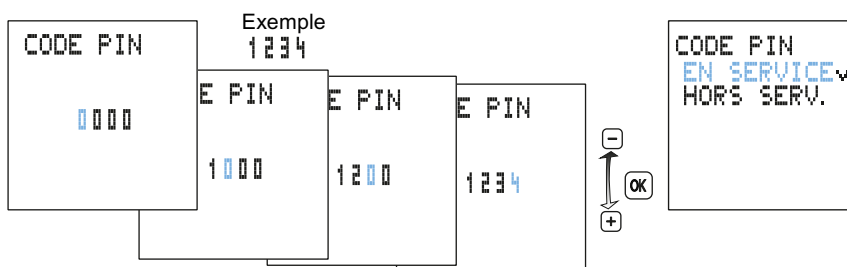 Exemple
1234
CODE PIN
0000
E PIN
1000
E PIN
1200
E PIN
1234
-
OK
+
CODE PIN
EN SERVICE✓
HORS SERV.